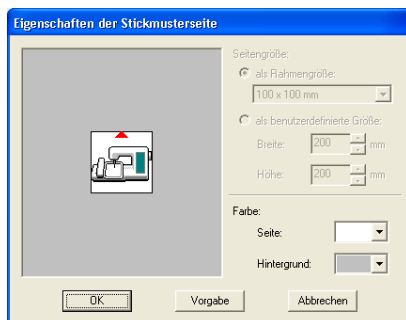 Eigenschaften der Stickmusterseite
Seitengröße:
als Rahmengröße:
100 x 100 mm
als benutzerdefinierte Größe:
Breite: 200 mm
Höhe: 200 mm
Farbe:
Seite:
Hintergrund:
OK Vorgabe Abbrechen